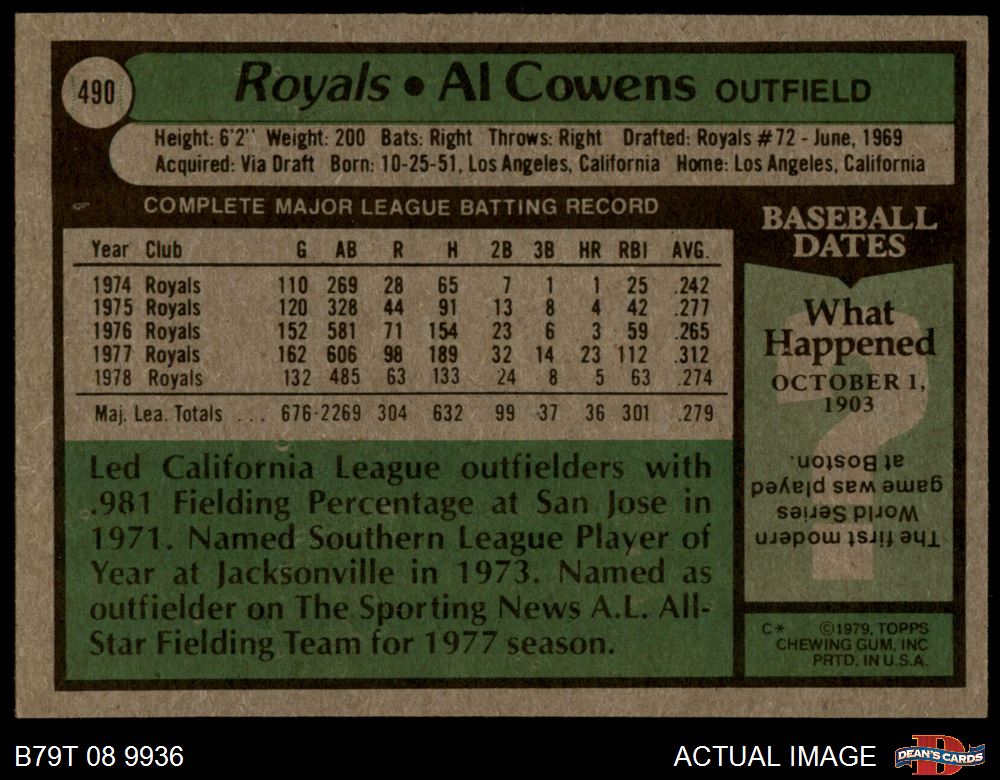 490
Royals • Al Cowens OUTFIELD
Height: 6'2" Weight: 200 Bats: Right Throws: Right Drafted: Royals #72 - June, 1969
Acquired: Via Draft Born: 10-25-51, Los Angeles, California Home: Los Angeles, California
COMPLETE MAJOR LEAGUE BATTING RECORD
Year Club G AB R H 2B 3B HR RBI AVG.
1974 Royals 110 269 28 65 7 1 1 25 .242
1975 Royals 120 328 44 91 13 8 4 42 .277
1976 Royals 152 581 71 154 23 6 3 59 .265
1977 Royals 162 606 98 189 32 14 23 112 .312
1978 Royals 132 485 63 133 24 8 5 63 .274
Maj. Lea. Totals ... 676 2269 304 632 99 37 36 301 .279
Led California League outfielders with
.981 Fielding Percentage at San Jose in
1971. Named Southern League Player of
Year at Jacksonville in 1973. Named as
outfielder on The Sporting News A.L. All-
Star Fielding Team for 1977 season.
BASEBALL
DATES
What
Happened
OCTOBER 1,
1903
?
The first modern
World Series
game was played
at Boston.
C* ©1979, TOPPS
CHEWING GUM, INC
PRTD. IN U.S.A.
B79T 08 9936
ACTUAL IMAGE
D
DEAN'S CARDS